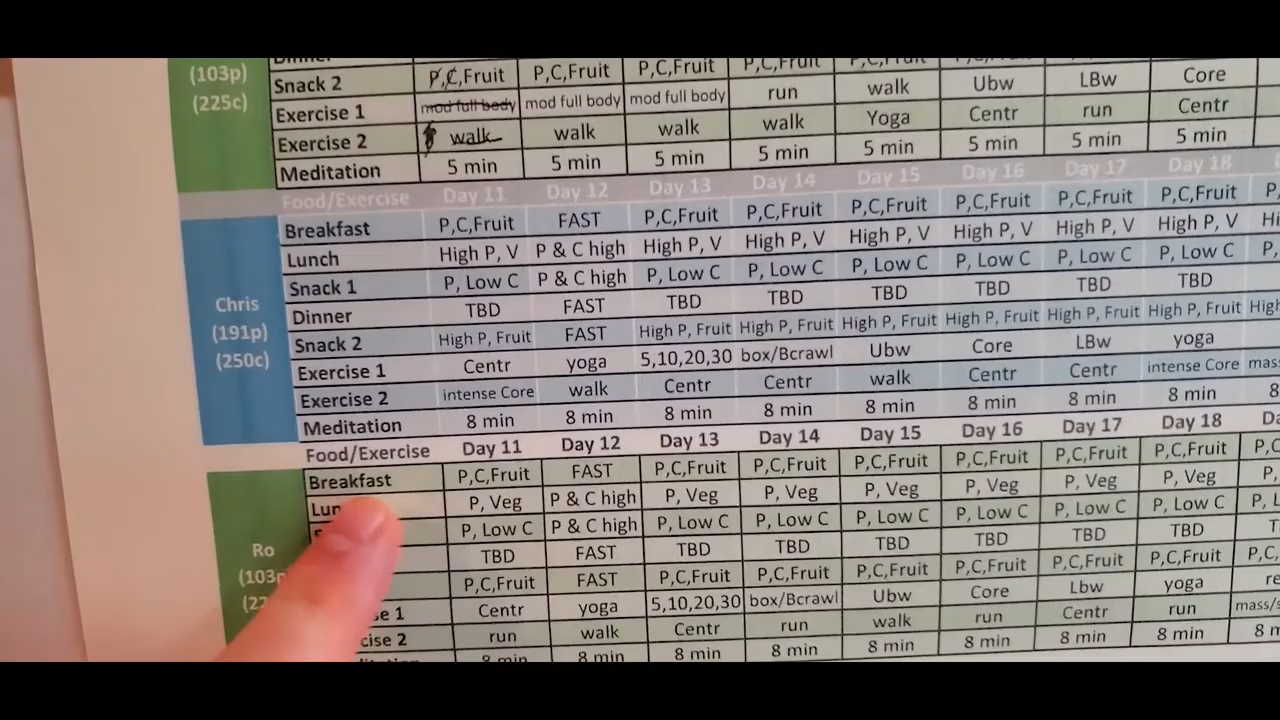 Dinner P,C,Fruit
(103p) Snack 2 P,C,Fruit P,C,Fruit P,C,Fruit run walk Ubw LBw Core
(225c) Exercise 1 mod full body mod full body mod full body walk Yoga Centr run Centr
Exercise 2 walk walk walk
Meditation 5 min 5 min 5 min 5 min 5 min 5 min 5 min 5 min
Food/Exercise Day 11 Day 12 Day 13 Day 14 Day 15 Day 16 Day 17 Day 18
Breakfast P,C,Fruit FAST P,C,Fruit P,C,Fruit P,C,Fruit P,C,Fruit P,C,Fruit P,C,Fruit P,
Lunch High P, V P & C high High P, V High P, V High P, V High P, V High P, V High P, V
Snack 1 P, Low C P & C high P, Low C P, Low C P, Low C P, Low C P, Low C P, Low C
Chris Dinner TBD FAST TBD TBD TBD TBD TBD TBD
(191p) Snack 2 High P, Fruit FAST High P, Fruit High P, Fruit High P, Fruit High P, Fruit High P, Fruit High P, Fruit High
(250c) Exercise 1 Centr yoga 5,10,20,30 box/Bcrawl Ubw Core LBw yoga
Exercise 2 intense Core walk Centr Centr walk Centr Centr intense Core
Meditation 8 min 8 min 8 min 8 min 8 min 8 min 8 min 8 min 8
Food/Exercise Day 11 Day 12 Day 13 Day 14 Day 15 Day 16 Day 17 Day 18
Breakfast P,C,Fruit FAST P,C,Fruit P,C,Fruit P,C,Fruit P,C,Fruit P,C,Fruit P,C,Fruit
P, Veg P & C high P, Veg P, Veg P, Veg P, Veg P, Veg P, Veg
P, Low C P & C high P, Low C P, Low C P, Low C P, Low C P, Low C P, Low C
Ro TBD FAST TBD TBD TBD TBD TBD TBD
P,C,Fruit FAST P,C,Fruit P,C,Fruit P,C,Fruit P,C,Fruit P,C,Fruit P,C,Fruit
1 Centr yoga 5,10,20,30 box/Bcrawl Ubw Core Lbw yoga
2 run walk Centr run walk run Centr run
8 min 8 min 8 min 8 min 8 min 8 min 8 min 8 min